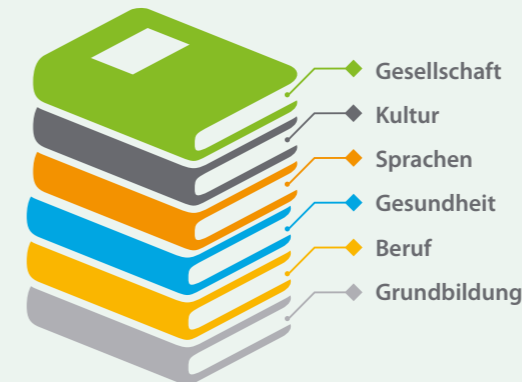 Gesellschaft
Kultur
Sprachen
Gesundheit
Beruf
Grundbildung